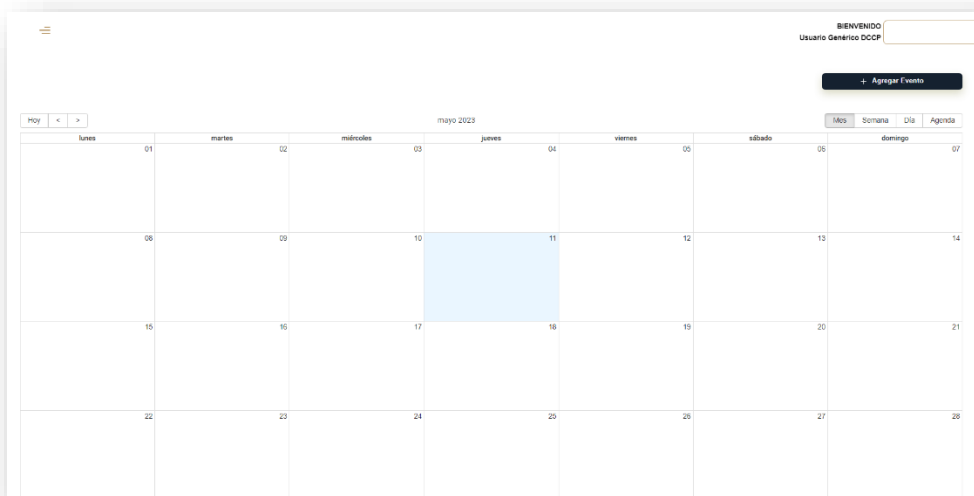 BIENVENIDO
Usuario Genérico DCCP
+ Agregar Evento
Hoy < > mayo 2023 Mes Semana Día Agenda
lunes martes miércoles jueves viernes sábado domingo
01 02 03 04 05 06 07
08 09 10 11 12 13 14
15 16 17 18 19 20 21
22 23 24 25 26 27 28